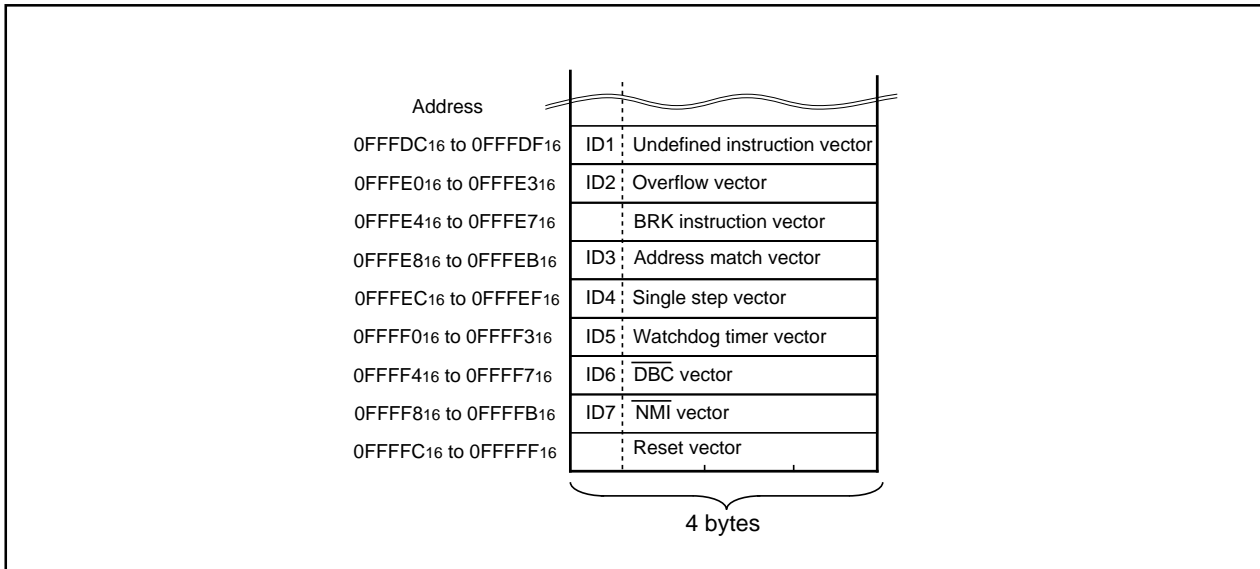 Address
0FFFDC16 to 0FFFDF16 ID1 Undefined instruction vector
0FFFE016 to 0FFFE316 ID2 Overflow vector
0FFFE416 to 0FFFE716 BRK instruction vector
0FFFE816 to 0FFFEB16 ID3 Address match vector
0FFFEC16 to 0FFFEF16 ID4 Single step vector
0FFFF016 to 0FFFF316 ID5 Watchdog timer vector
0FFFF416 to 0FFFF716 ID6 DBC vector
0FFFF816 to 0FFFFB16 ID7 NMI vector
0FFFFC16 to 0FFFFF16 Reset vector
4 bytes